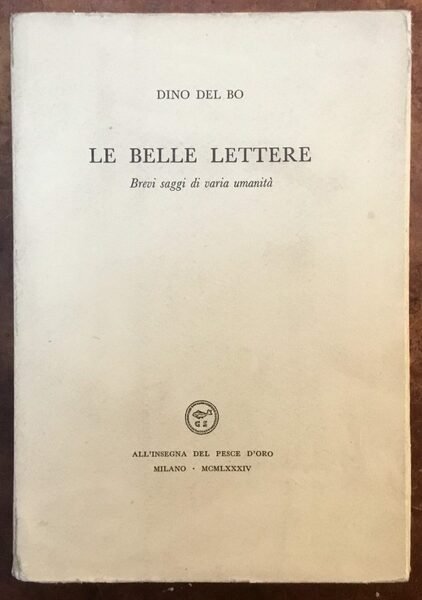 DINO DEL BO
LE BELLE LETTERE
Brevi saggi di varia umanità
ALL'INSEGNA DEL PESCE D'ORO
MILANO · MCMLXXXIV